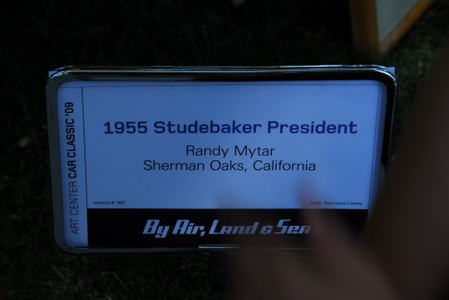 ART CENTER CAR CLASSIC '09
1955 Studebaker President
Randy Mytar
Sherman Oaks, California
By Air, Land & Sea